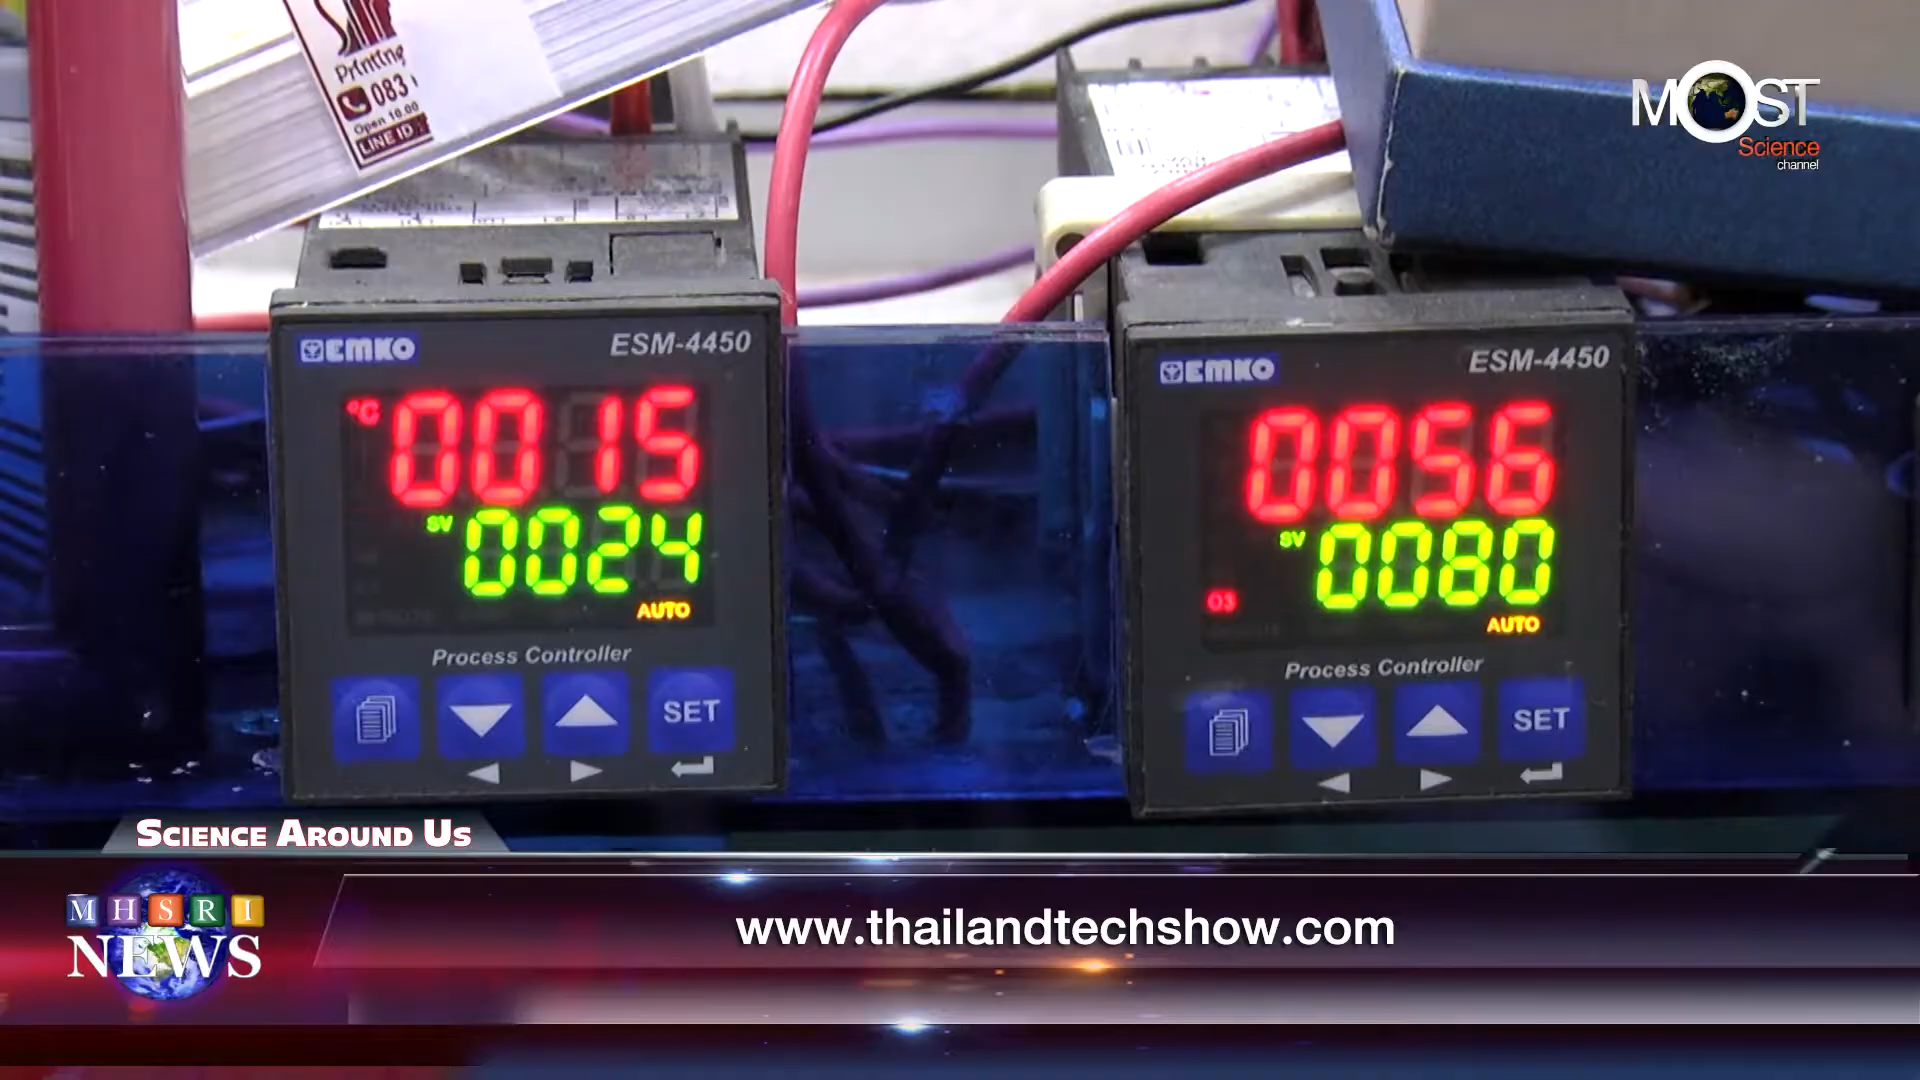 Printing
083
Open 10.00
LINE ID
MOST
Science
channel
EMKO
ESM-4450
°C 0015
SV 0024
AUTO
Process Controller
SET
EMKO
ESM-4450
0056
SV 0080
O3
AUTO
Process Controller
SET
SCIENCE AROUND US
MHSRI
NEWS
www.thailandtechshow.com